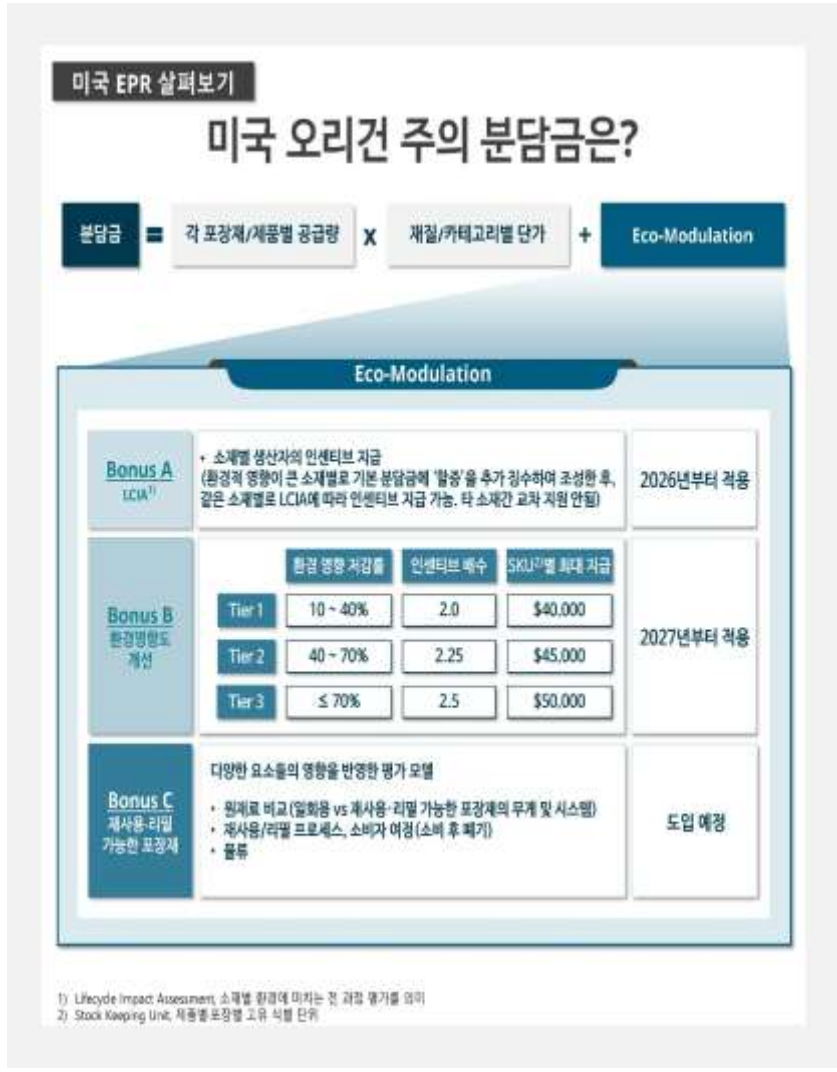 미국 EPR 살펴보기
미국 오리건 주의 분담금은?
분담금 = 각 포장재/제품별 공급량 X 재질/카테고리별 단가 + Eco-Modulation
Eco-Modulation
Bonus A
LCIA1)
• 소재별 생산자의 인센티브 지급
(환경적 영향이 큰 소재별로 기본 분담금에 '할증'을 추가 징수하여 조성한 후,
같은 소재별로 LCIA에 따라 인센티브 지급 가능. 타 소재간 교차 지원 안됨)
2026년부터 적용
Bonus B
환경영향도
개선
환경 영향 저감률 인센티브 배수 SKU2)별 최대 지급
Tier 1 10 ~ 40% 2.0 $40,000
Tier 2 40 ~ 70% 2.25 $45,000
Tier 3 ≤ 70% 2.5 $50,000
2027년부터 적용
Bonus C
재사용·리필
가능한 포장재
다양한 요소들의 영향을 반영한 평가 모델
• 원재료 비교(일회용 vs 재사용·리필 가능한 포장재의 무게 및 시스템)
• 재사용/리필 프로세스, 소비자 여정(소비 후 폐기)
• 물류
도입 예정
1) Lifecycle Impact Assessment, 소재별 환경에 미치는 전 과정 평가를 의미
2) Stock Keeping Unit, 제품별·포장별 고유 식별 단위